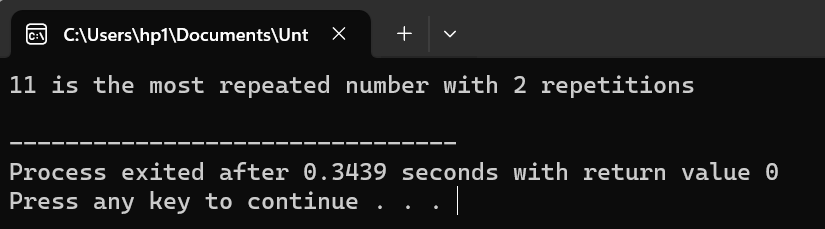 C:\Users\hp1\Documents\Unt
11 is the most repeated number with 2 repetitions
--------------------------------
Process exited after 0.3439 seconds with return value 0
Press any key to continue . . .